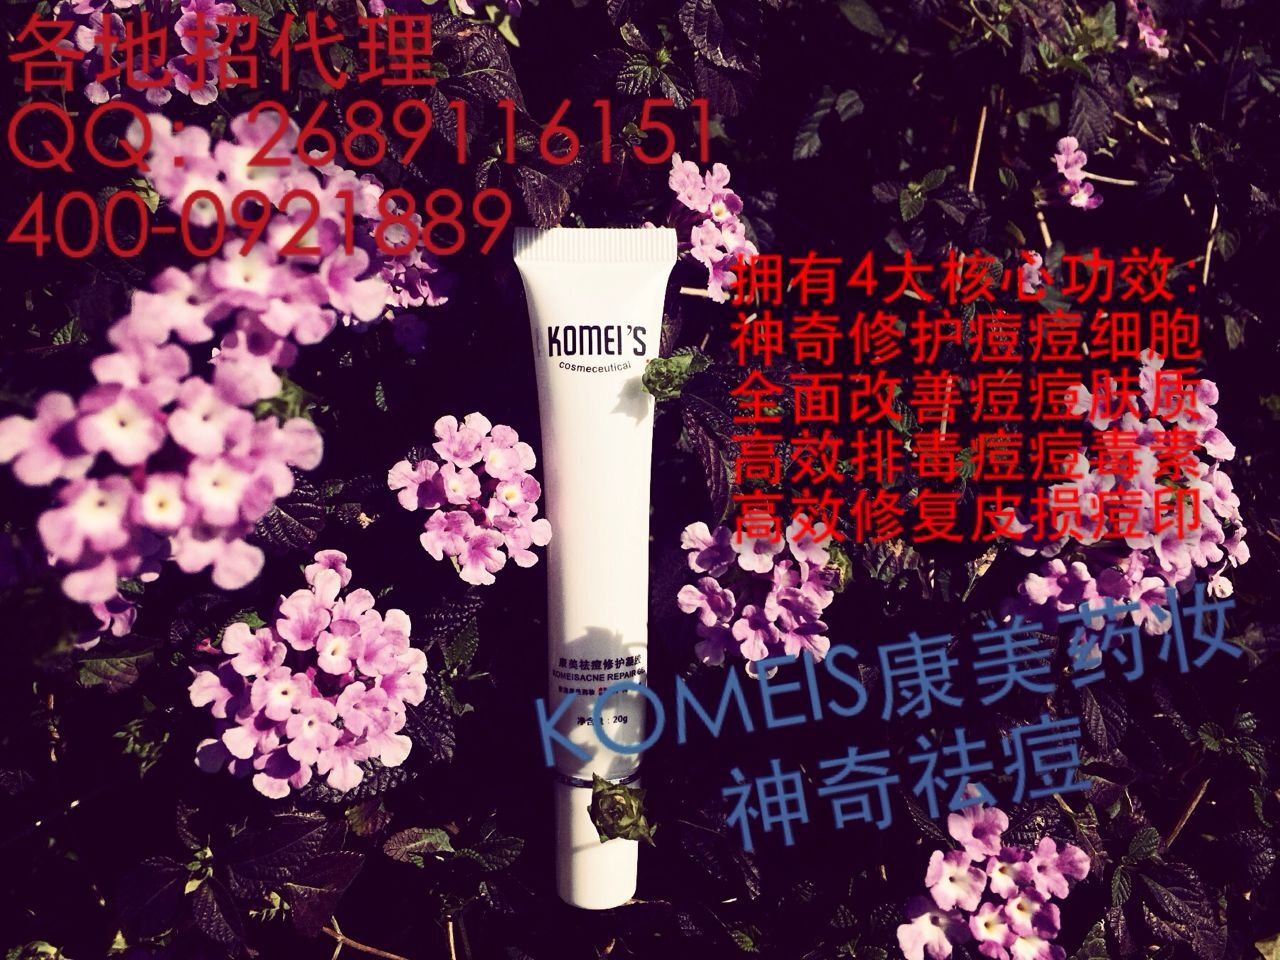 各地招代理
QQ：2689116151
400-0921889
拥有4大核心功效：
神奇修护痘痘细胞
全面改善痘痘肤质
高效排毒痘痘毒素
高效修复皮损痘印
KOMEI'S
cosmeceutical
康美祛痘修护凝胶
KOMEISACNE REPAIR
净含量：20g
KOMEIS康美药妆
神奇祛痘